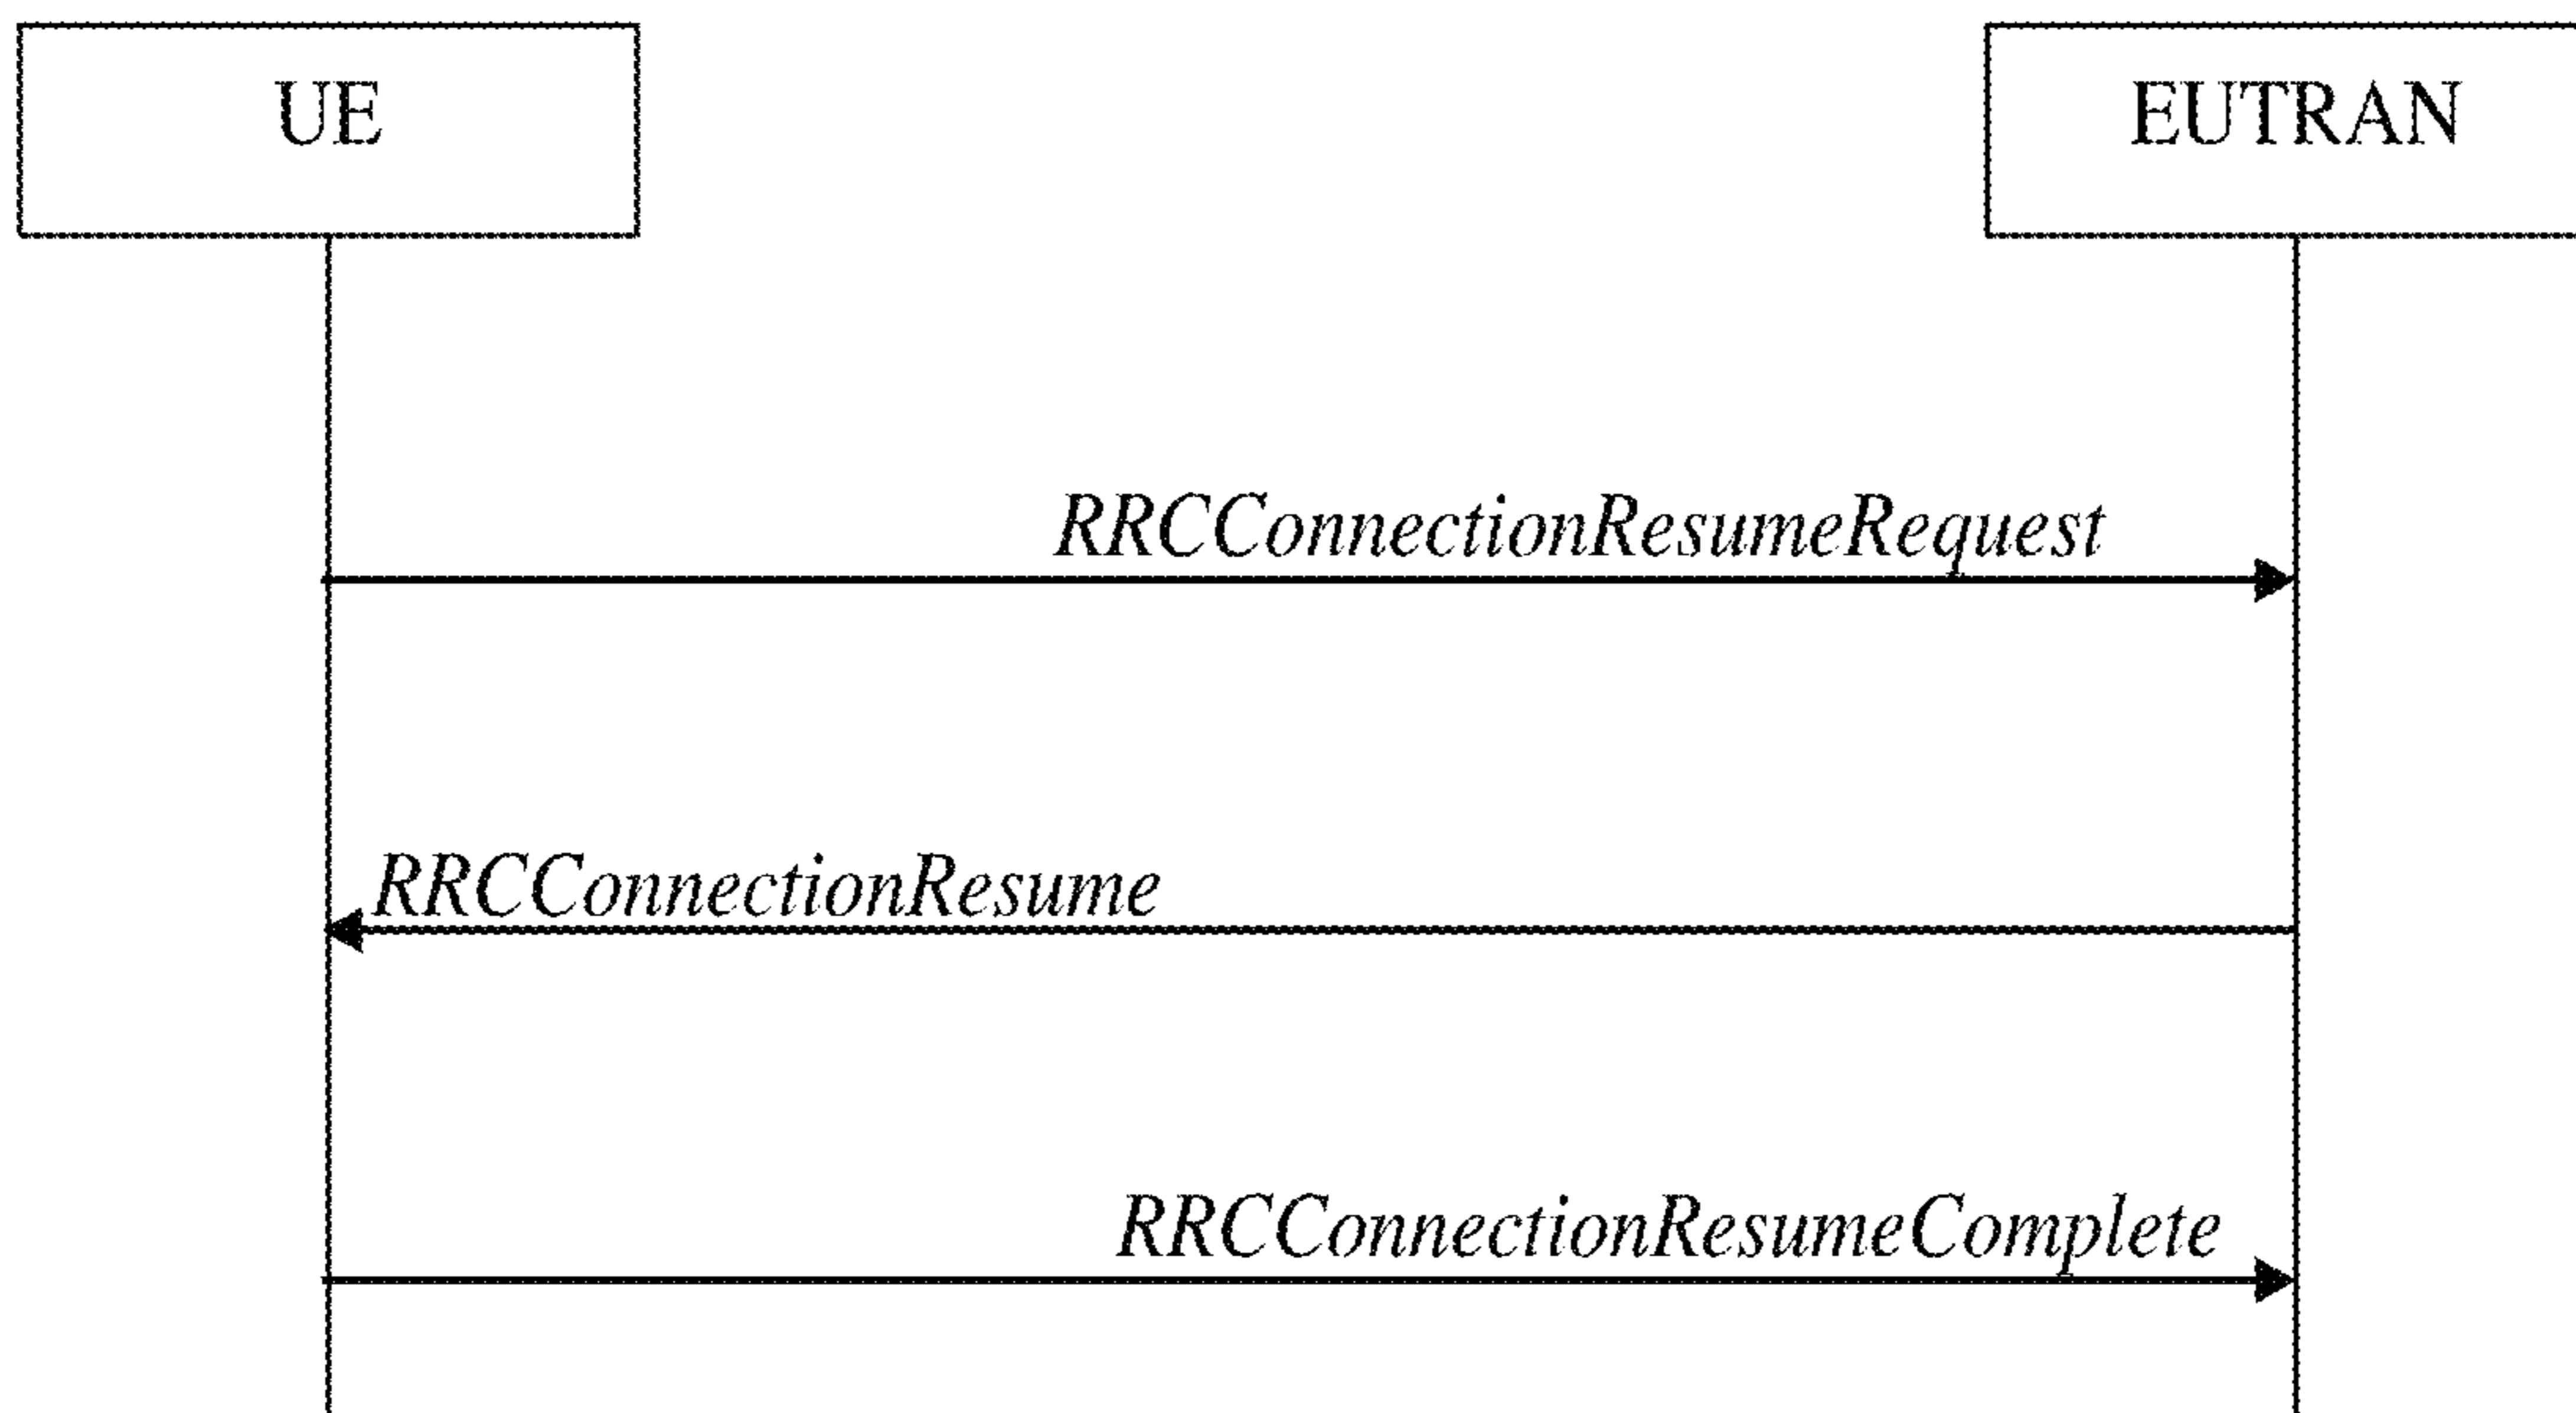 UE
EUTRAN
RRCConnectionResumeRequest
RRCConnectionResume
RRCConnectionResumeComplete